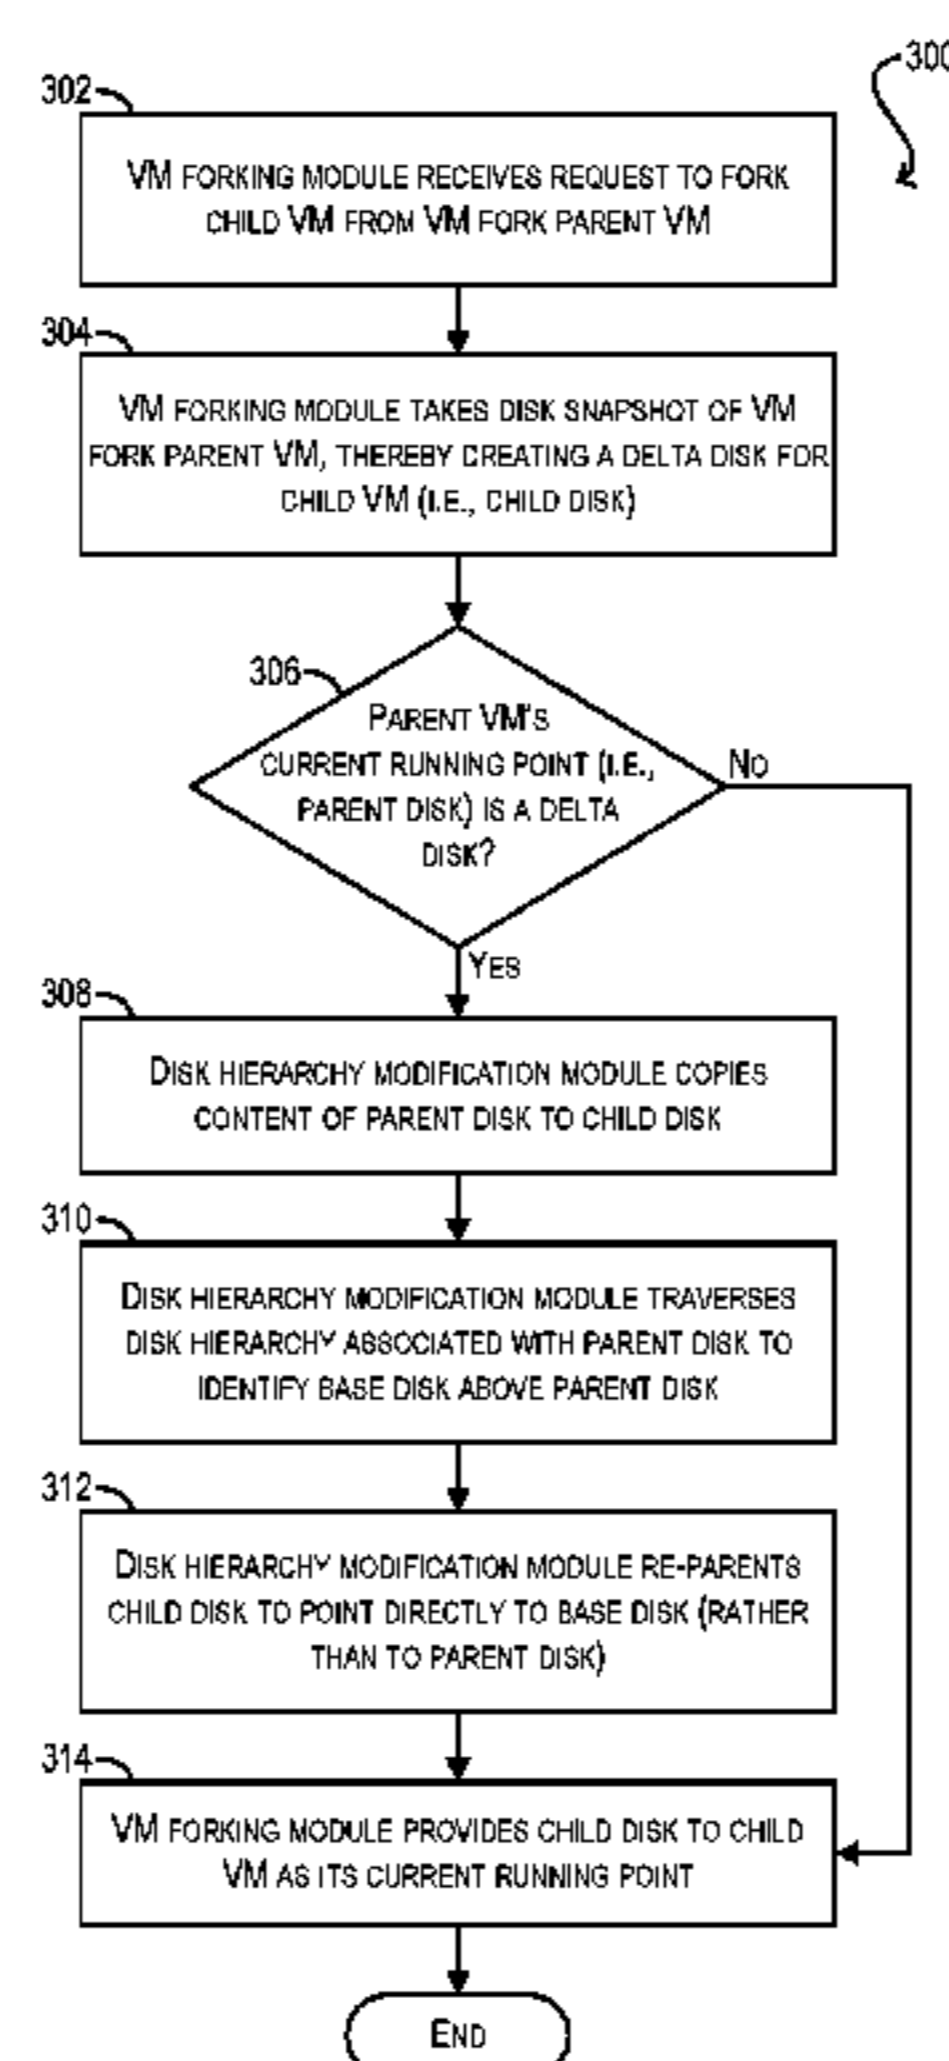 300
302
VM FORKING MODULE RECEIVES REQUEST TO FORK
CHILD VM FROM VM FORK PARENT VM
304
VM FORKING MODULE TAKES DISK SNAPSHOT OF VM
FORK PARENT VM, THEREBY CREATING A DELTA DISK FOR
CHILD VM (I.E., CHILD DISK)
306
PARENT VM'S
CURRENT RUNNING POINT (I.E.,
PARENT DISK) IS A DELTA
DISK?
NO
YES
308
DISK HIERARCHY MODIFICATION MODULE COPIES
CONTENT OF PARENT DISK TO CHILD DISK
310
DISK HIERARCHY MODIFICATION MODULE TRAVERSES
DISK HIERARCHY ASSOCIATED WITH PARENT DISK TO
IDENTIFY BASE DISK ABOVE PARENT DISK
312
DISK HIERARCHY MODIFICATION MODULE RE-PARENTS
CHILD DISK TO POINT DIRECTLY TO BASE DISK (RATHER
THAN TO PARENT DISK)
314
VM FORKING MODULE PROVIDES CHILD DISK TO CHILD
VM AS ITS CURRENT RUNNING POINT
END